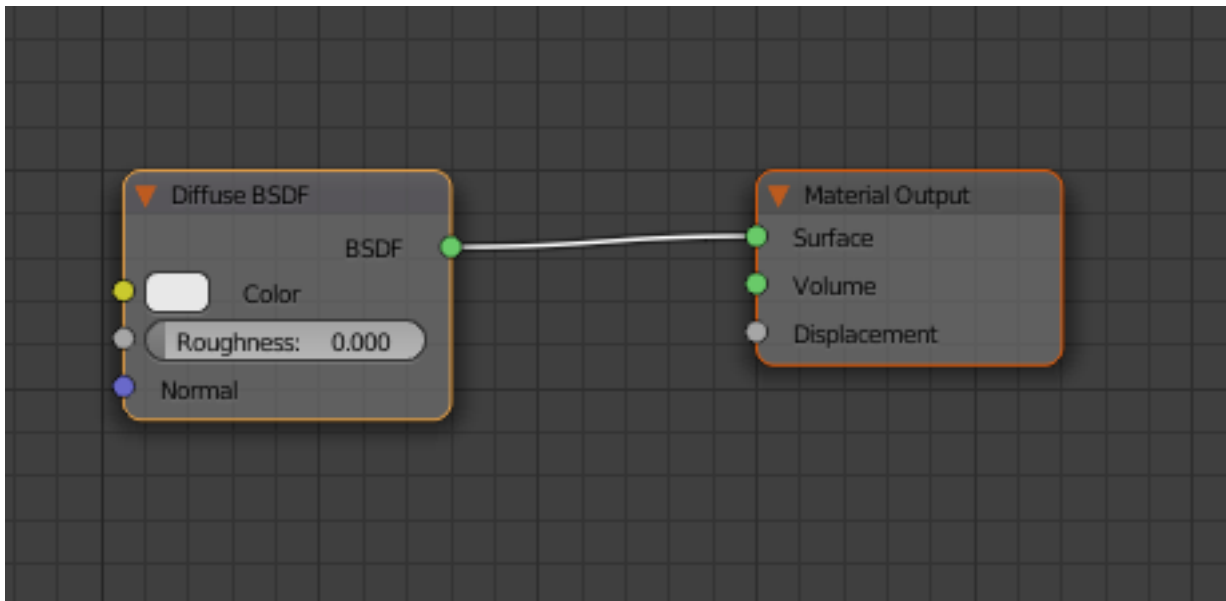 Diffuse BSDF
BSDF
Color
Roughness: 0.000
Normal
Material Output
Surface
Volume
Displacement